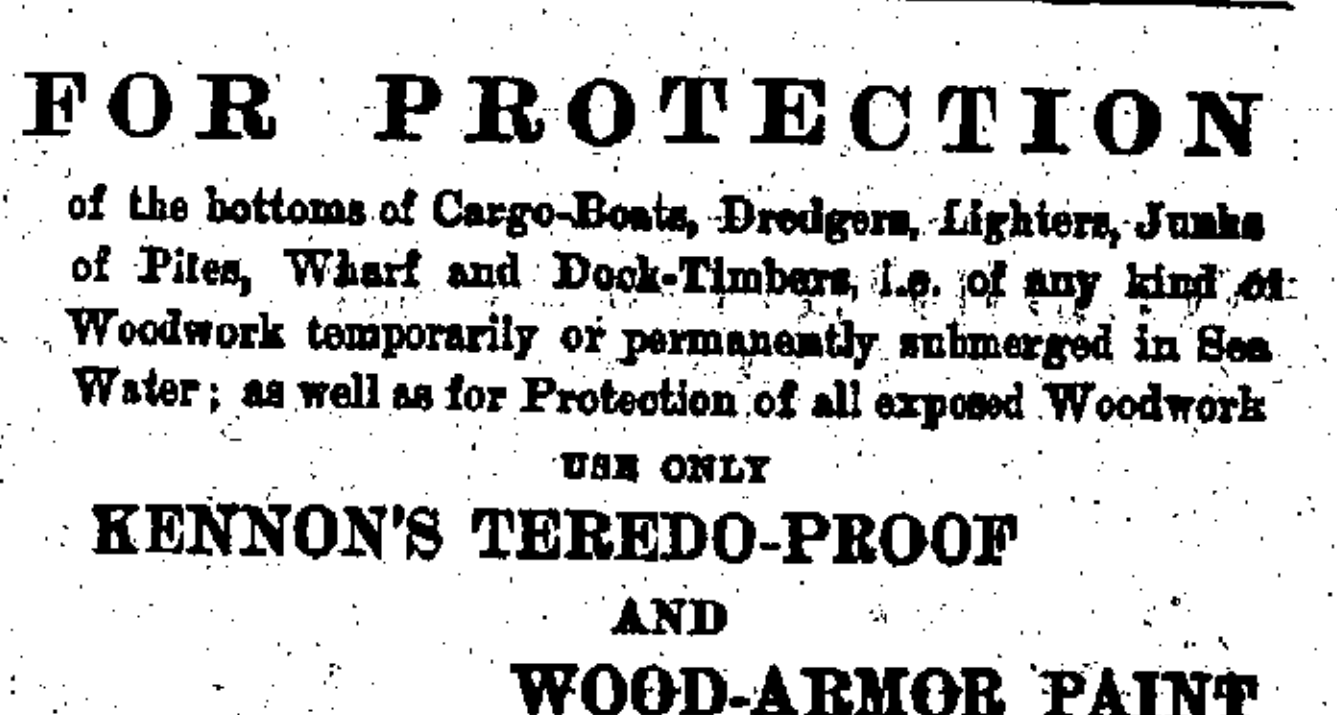 FOR PROTECTION
of the bottoms of Cargo-Boats, Dredgers, Lighters, Junks
of Piles, Wharf and Dock-Timbers, i.e. of any kind of
Woodwork temporarily or permanently submerged in Sea
Water; as well as for Protection of all exposed Woodwork
USE ONLY
KENNON'S TEREDO-PROOF
AND
WOOD-ARMOR PAINT